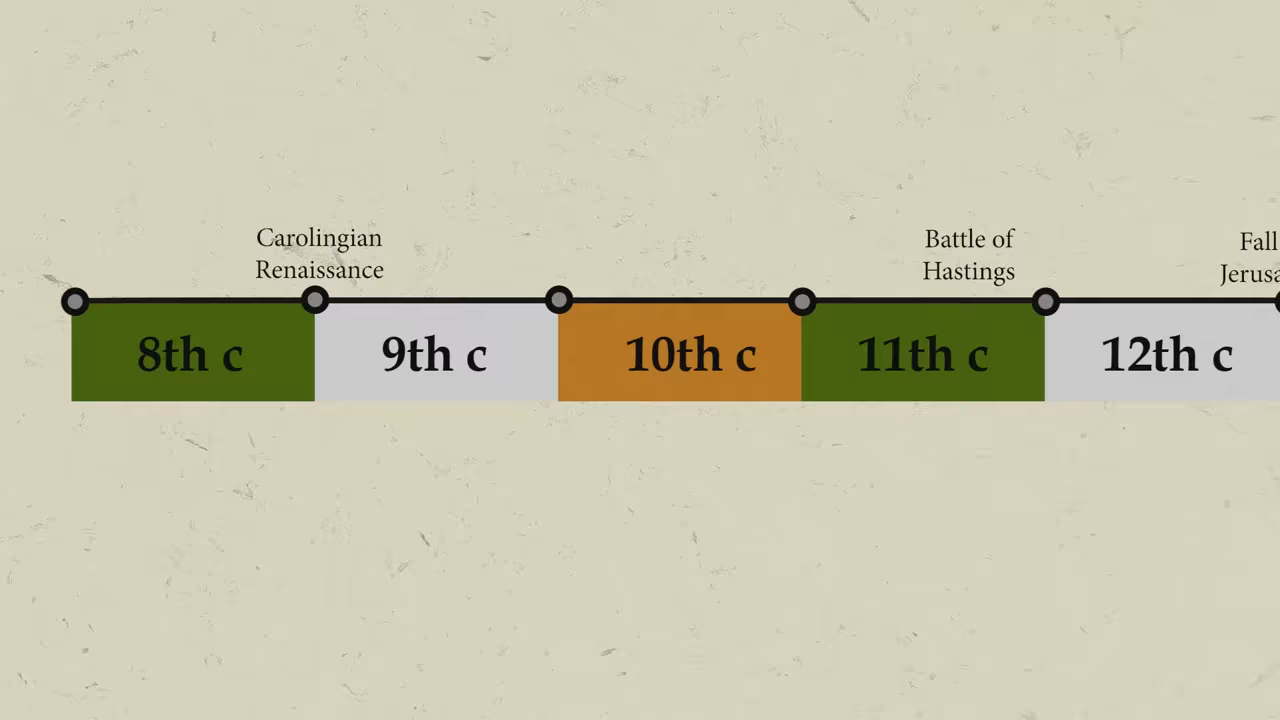 Carolingian
Renaissance
Battle of
Hastings
Fall
8th c
9th c
10th c
11th c
12th c